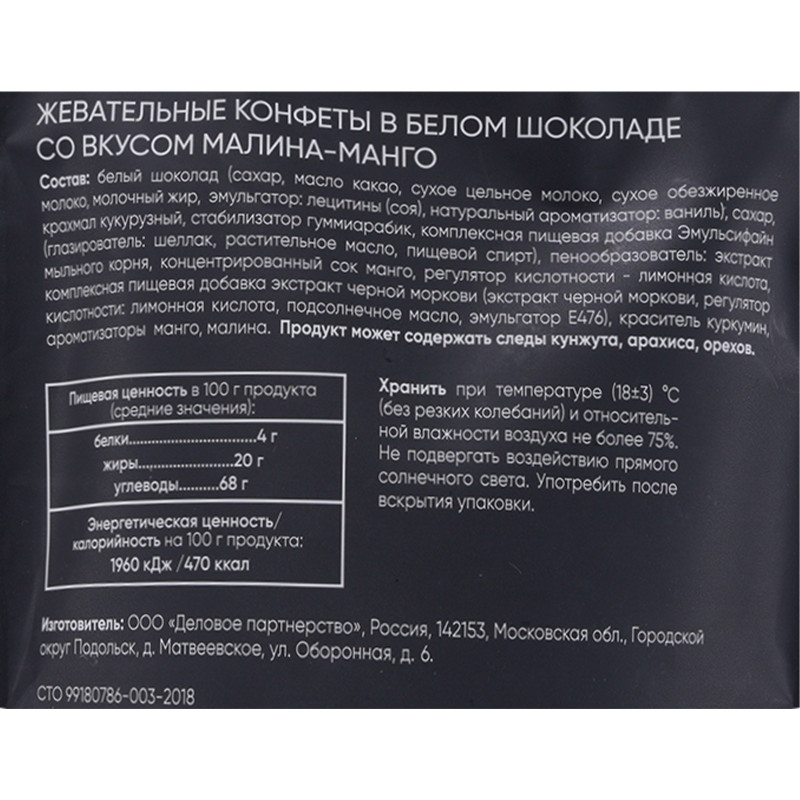 ЖЕВАТЕЛЬНЫЕ КОНФЕТЫ В БЕЛОМ ШОКОЛАДЕ
СО ВКУСОМ МАЛИНА-МАНГО
Состав: белый шоколад (сахар, масло какао, сухое цельное молоко, сухое обезжиренное
молоко, молочный жир, эмульгатор: лецитины (соя), натуральный ароматизатор: ваниль), сахар,
крахмал кукурузный, стабилизатор гуммиарабик, комплексная пищевая добавка Эмульсифайн
(глазирователь: шеллак, растительное масло, пищевой спирт), пенообразователь: экстракт
мыльного корня, концентрированный сок манго, регулятор кислотности - лимонная кислота,
комплексная пищевая добавка экстракт черной моркови (экстракт черной моркови, регулятор
кислотности: лимонная кислота, подсолнечное масло, эмульгатор Е476), краситель куркумин,
ароматизаторы манго, малина. Продукт может содержать следы кунжута, арахиса, орехов.
Пищевая ценность в 100 г продукта
(средние значения):
белки......................4 г
жиры................20 г
углеводы..........68 г
Энергетическая ценность/
калорийность на 100 г продукта:
1960 кДж /470 ккал
Хранить при температуре (18±3) °С
(без резких колебаний) и относитель-
ной влажности воздуха не более 75%.
Не подвергать воздействию прямого
солнечного света. Употребить после
вскрытия упаковки.
Изготовитель: ООО «Деловое партнерство», Россия, 142153, Московская обл., Городской
округ Подольск, д. Матвеевское, ул. Оборонная, д. 6.
СТО 99180786-003-2018